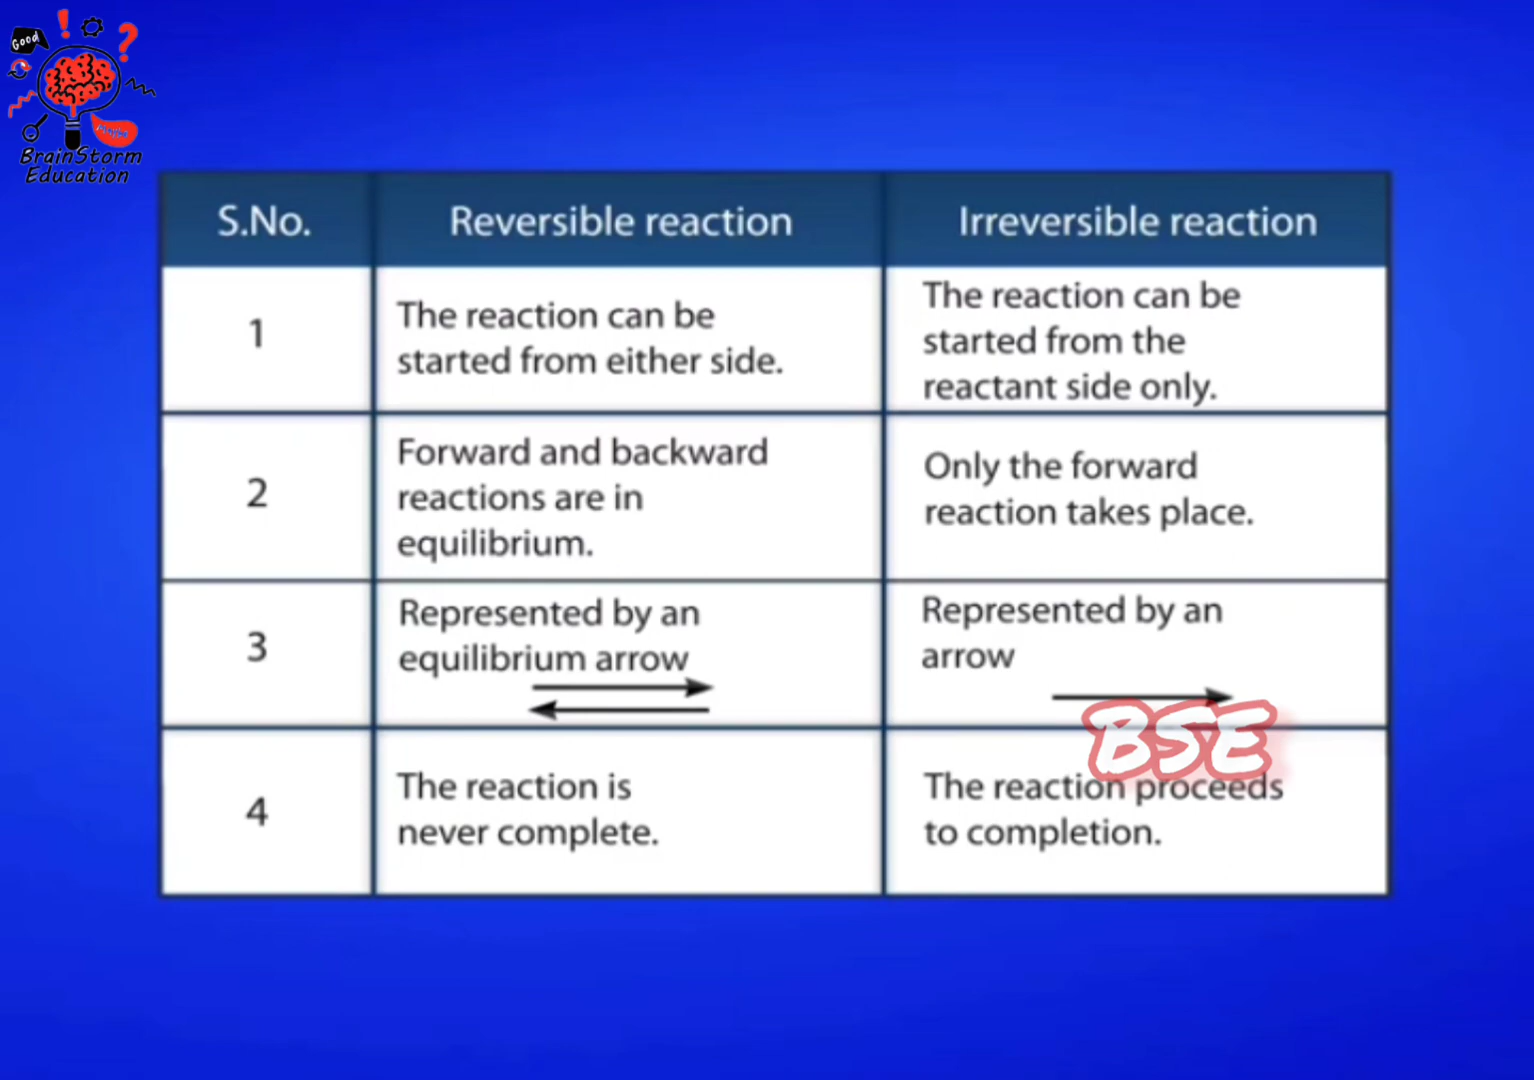 Good
Maybe
BrainStorm
Education
S.No.
Reversible reaction
Irreversible reaction
1
The reaction can be
started from either side.
The reaction can be
started from the
reactant side only.
2
Forward and backward
reactions are in
equilibrium.
Only the forward
reaction takes place.
3
Represented by an
equilibrium arrow
Represented by an
arrow
BSE
4
The reaction is
never complete.
The reaction proceeds
to completion.